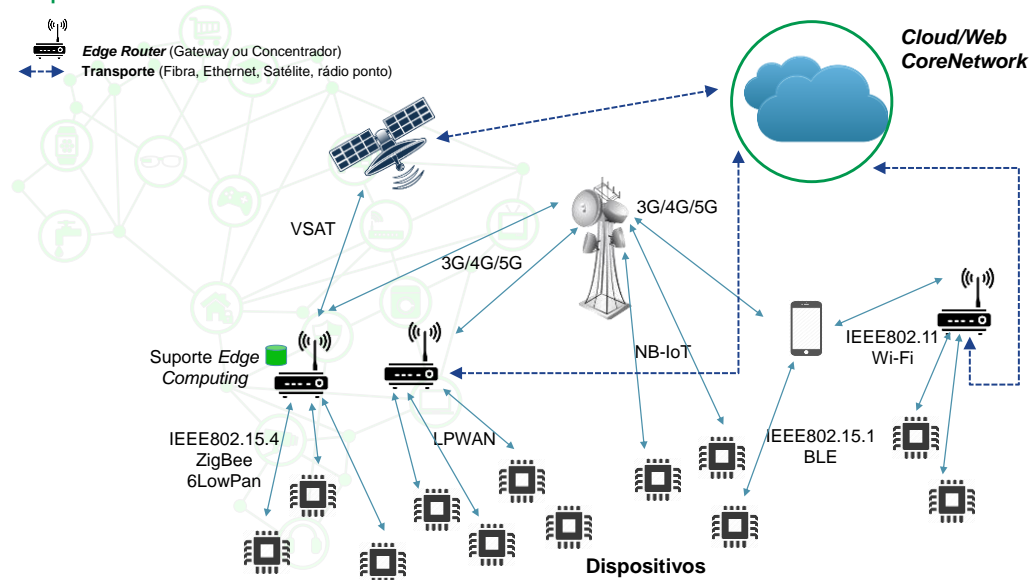 Edge Router (Gateway ou Concentrador)
Transporte (Fibra, Ethernet, Satélite, rádio ponto)
Cloud/Web
CoreNetwork
VSAT
3G/4G/5G
3G/4G/5G
Suporte Edge
Computing
NB-IoT
IEEE802.11
Wi-Fi
IEEE802.15.4
ZigBee
6LowPan
LPWAN
IEEE802.15.1
BLE
Dispositivos